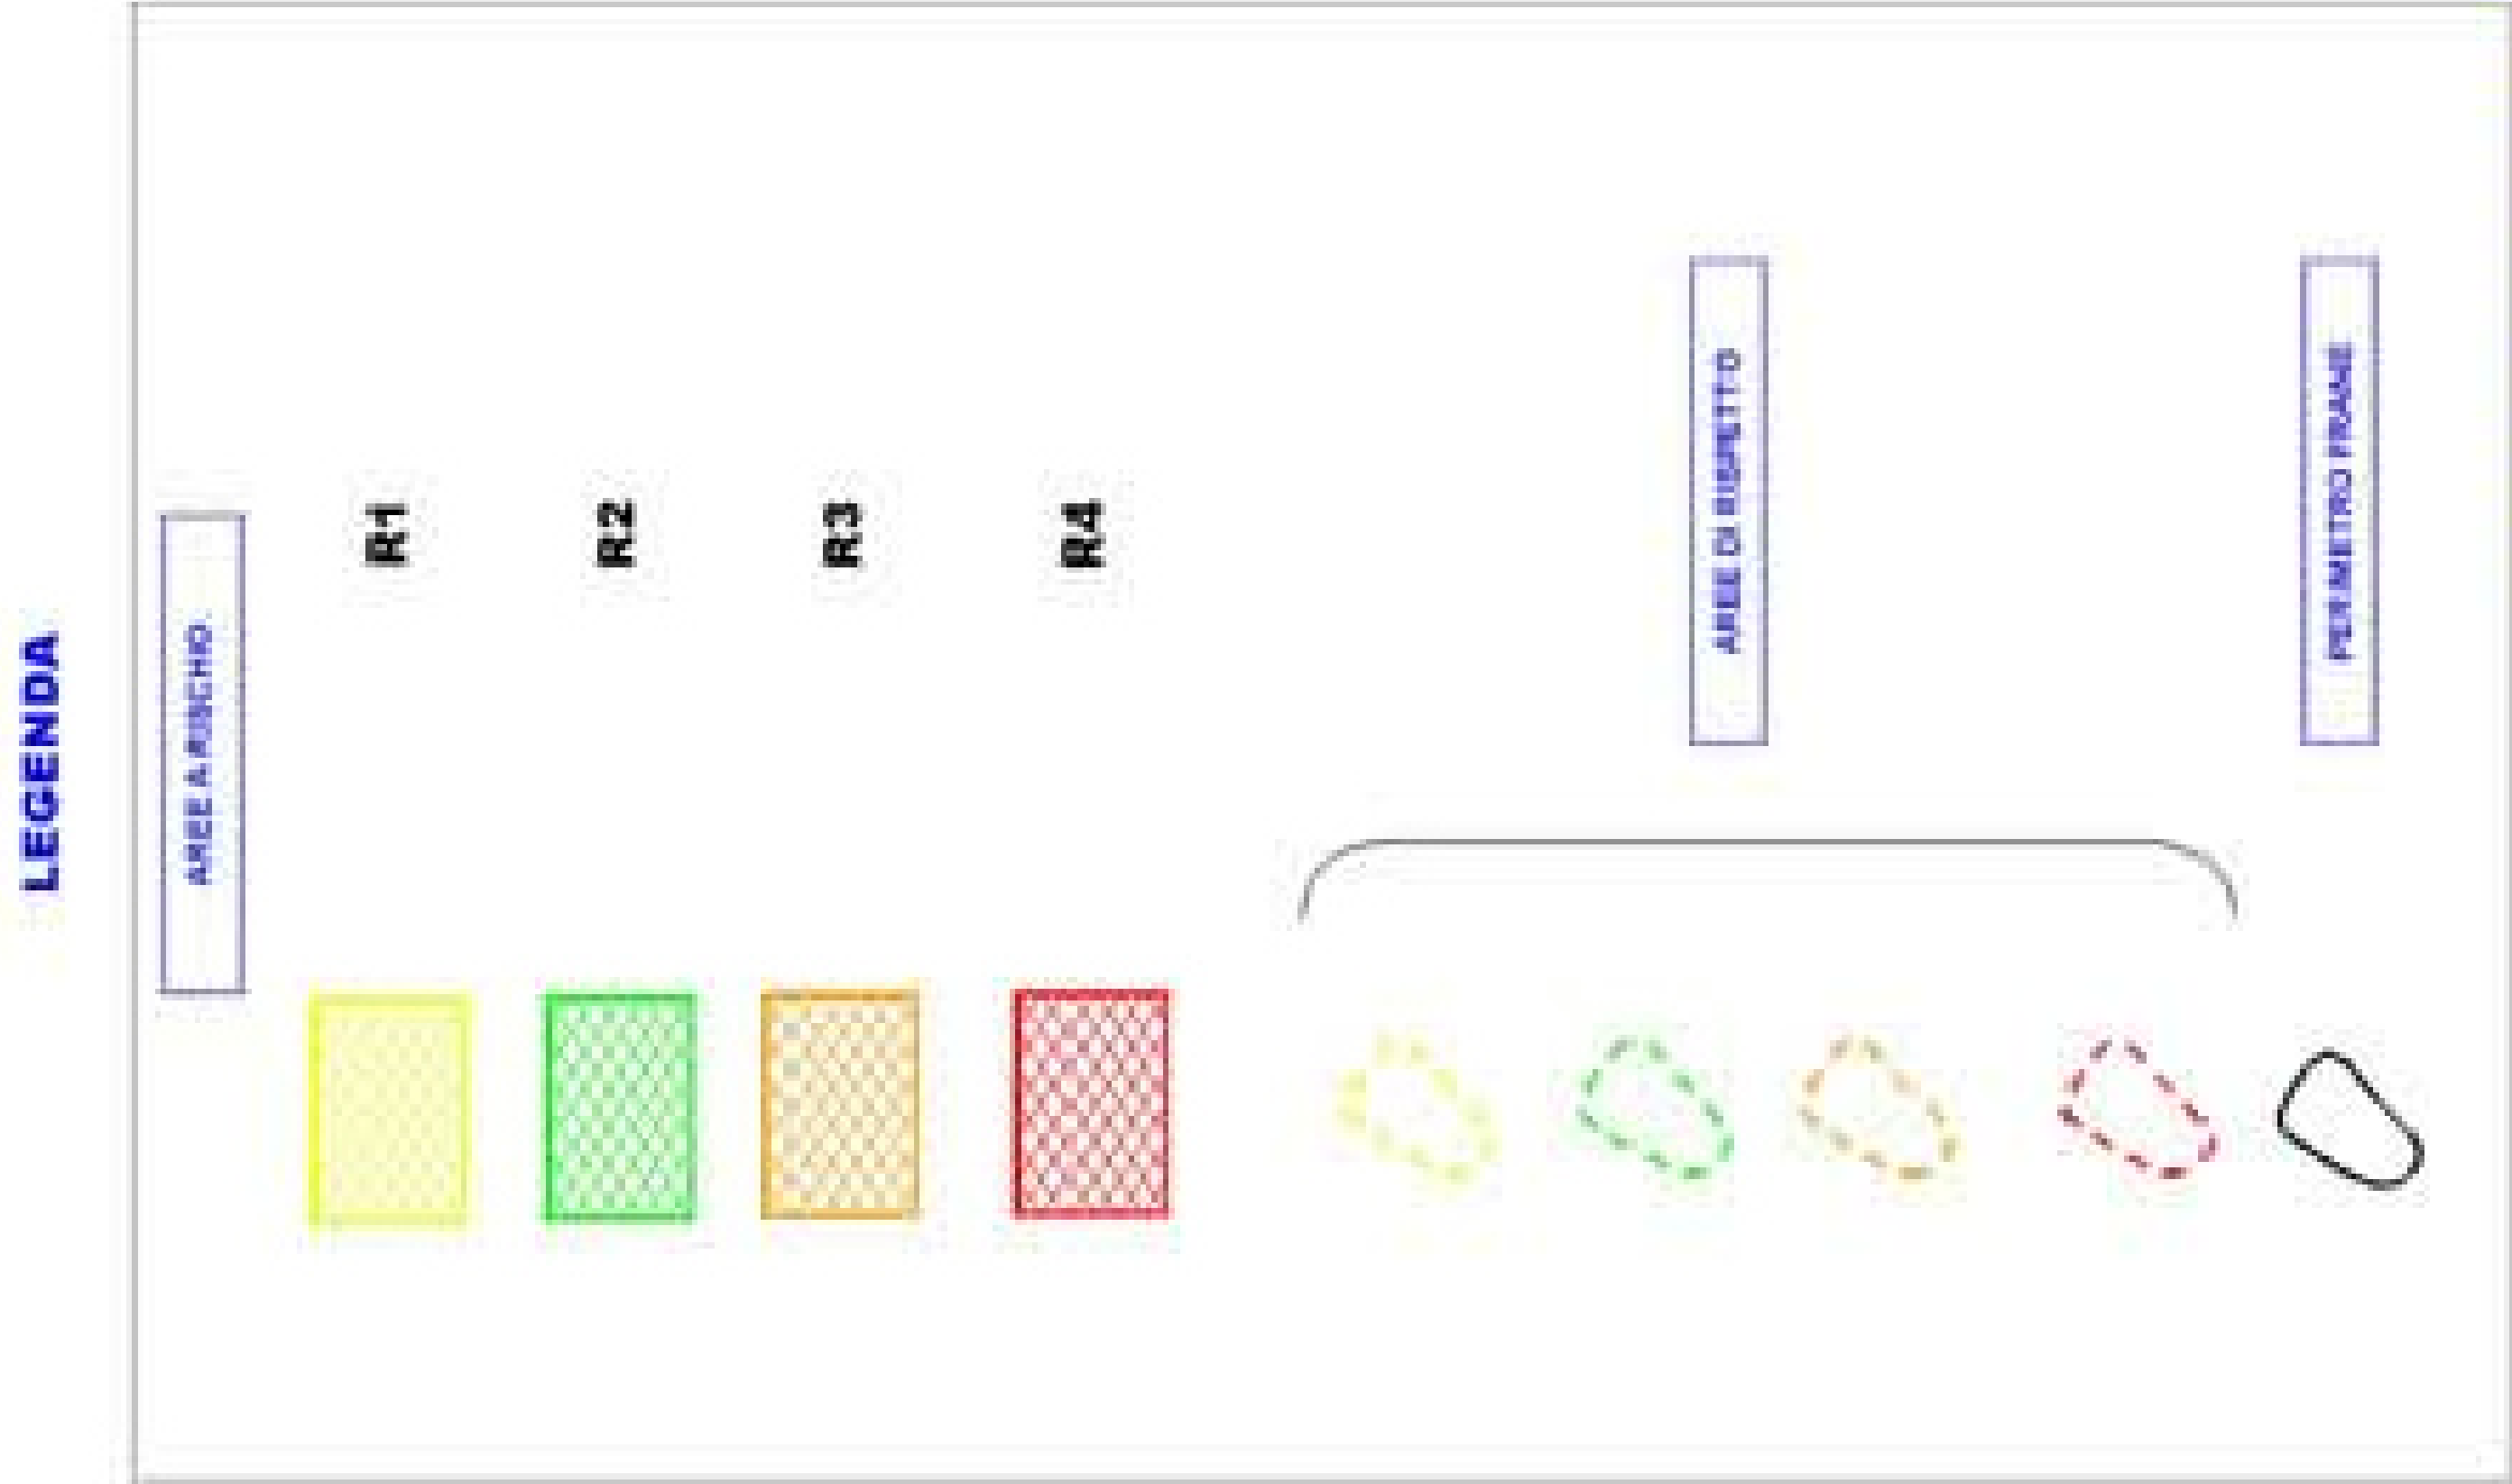 LEGENDA
AREE A RISCHIO
R1
R2
R3
R4
AREE DI RISPETTO
PERIMETRO FRANE